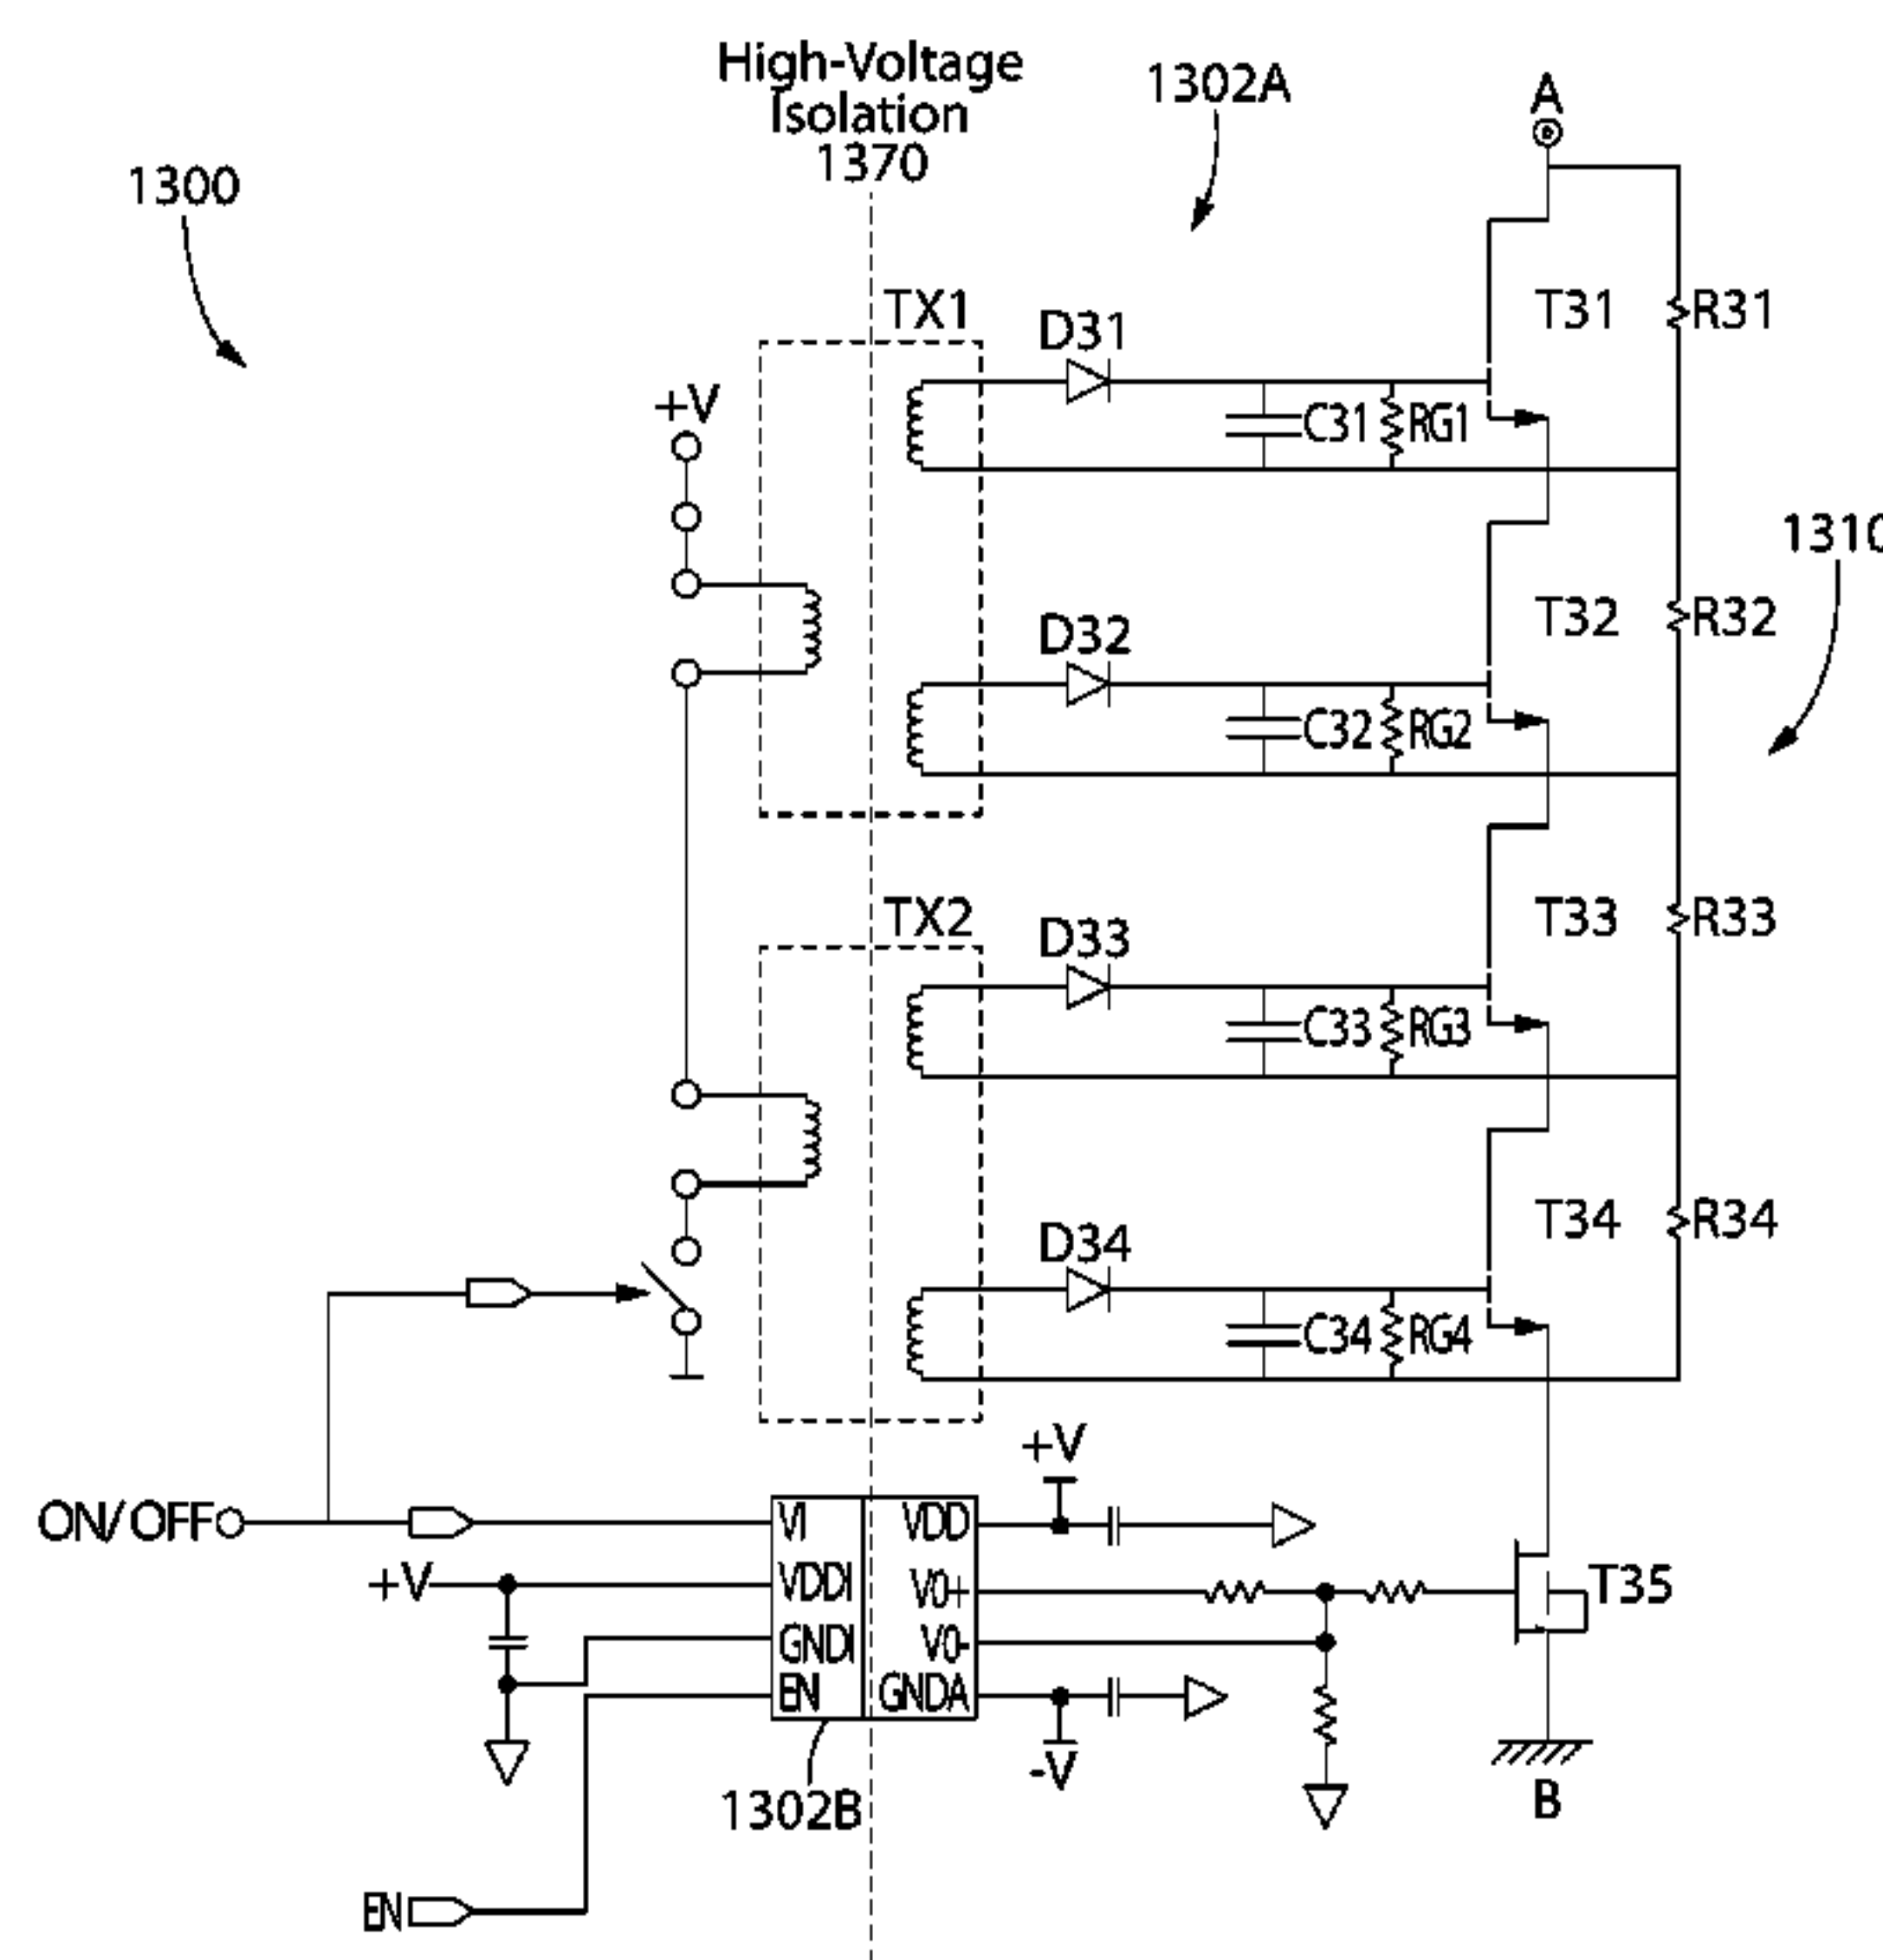 High-Voltage
Isolation
1370
1302A
A
1300
TX1
D31
T31
R31
+V
C31
RG1
1310
D32
T32
R32
C32
RG2
TX2
D33
T33
R33
C33
RG3
D34
T34
R34
C34
RG4
+V
ON/OFF
VI
VDD
+V
VDDI
V0+
T35
GNDI
V0-
EN
GNDA
-V
1302B
B
EN